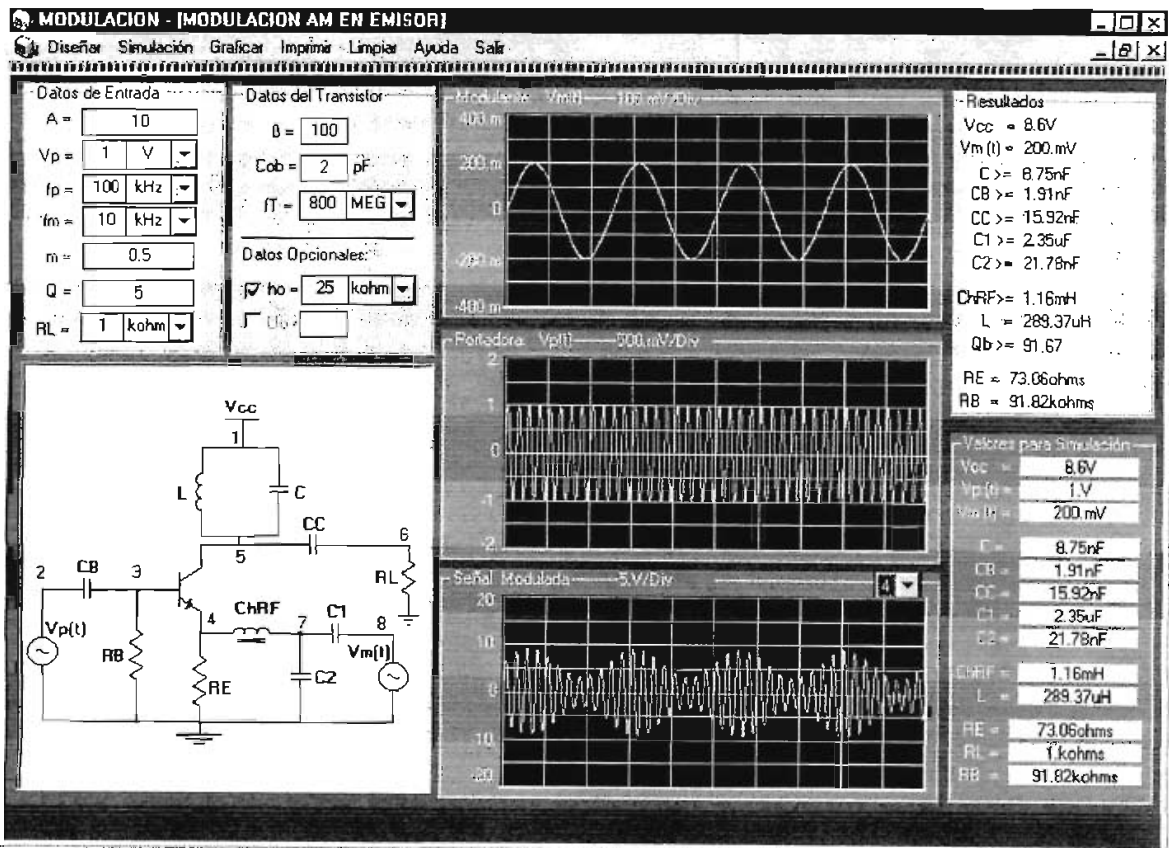 MODULACION - [MODULACION AM EN EMISOR]
Diseñar Simulación Graficar Imprimir Limpiar Ayuda Salir
Datos de Entrada
A = 10
Vp = 1 V
fp = 100 kHz
fm = 10 kHz
m = 0.5
Q = 5
RL = 1 kohm
Datos del Transistor
ß = 100
Cob = 2 pF
fT = 800 MEG
Datos Opcionales:
ho = 25 kohm
Modulante: Vm(t)-----100 mV/Div
400 m
200 m
0
-200 m
-400 m
Portadora: Vp(t)-----500.mV/Div
2
1
0
-1
-2
Señal Modulada-----5.V/Div
4
20
10
0
10
20
Resultados
Vcc = 8.6V
Vm (t) = 200.mV
C >= 8.75nF
CB >= 1.91nF
CC >= 15.92nF
C1 >= 2.35uF
C2 >= 21.78nF
ChRF>= 1.16mH
L = 289.37uH
Qb >= 91.67
RE = 73.06ohms
RB = 91.82kohms
Valores para Simulación
Vcc = 8.6V
Vp (t) = 1.V
200.mV
C = 8.75nF
CB = 1.91nF
CC = 15.92nF
C1 = 2.35uF
C2 = 21.78nF
ChRF = 1.16mH
L = 289.37uH
RE = 73.06ohms
RL = 1.kohms
RB = 91.82kohms
Vcc
1
L
C
CC
6
5
2
CB
3
RL
4
ChRF
7
C1
8
Vp(t)
RB
Vm(t)
RE
C2